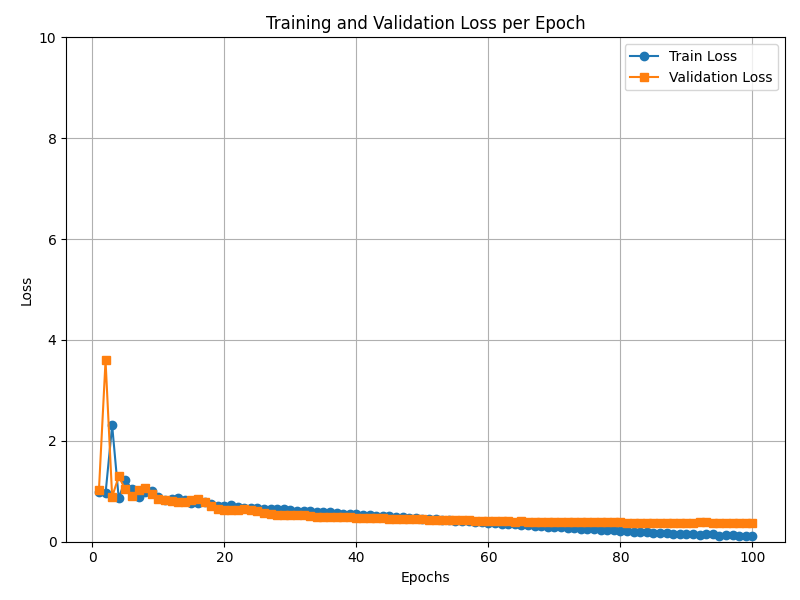 Training and Validation Loss per Epoch
Train Loss
Validation Loss
10
8
6
4
2
0
Loss
0 20 40 60 80 100
Epochs